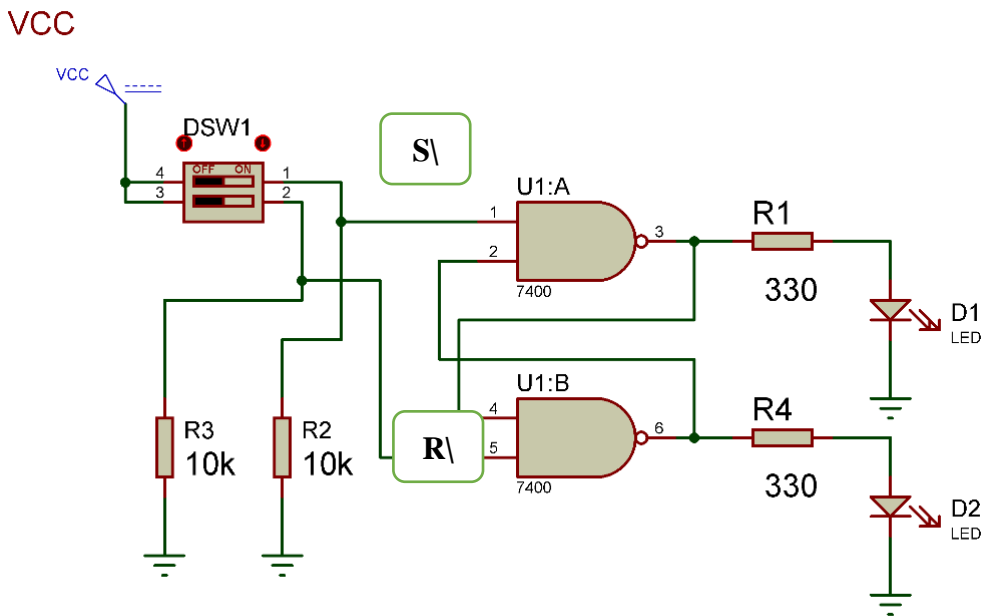 VCC
VCC
DSW1
OFF ON
4 1
3 2
S\
U1:A
1
2
3
7400
R1
330
D1
LED
U1:B
4
5
6
7400
R\
R4
330
D2
LED
R3
10k
R2
10k